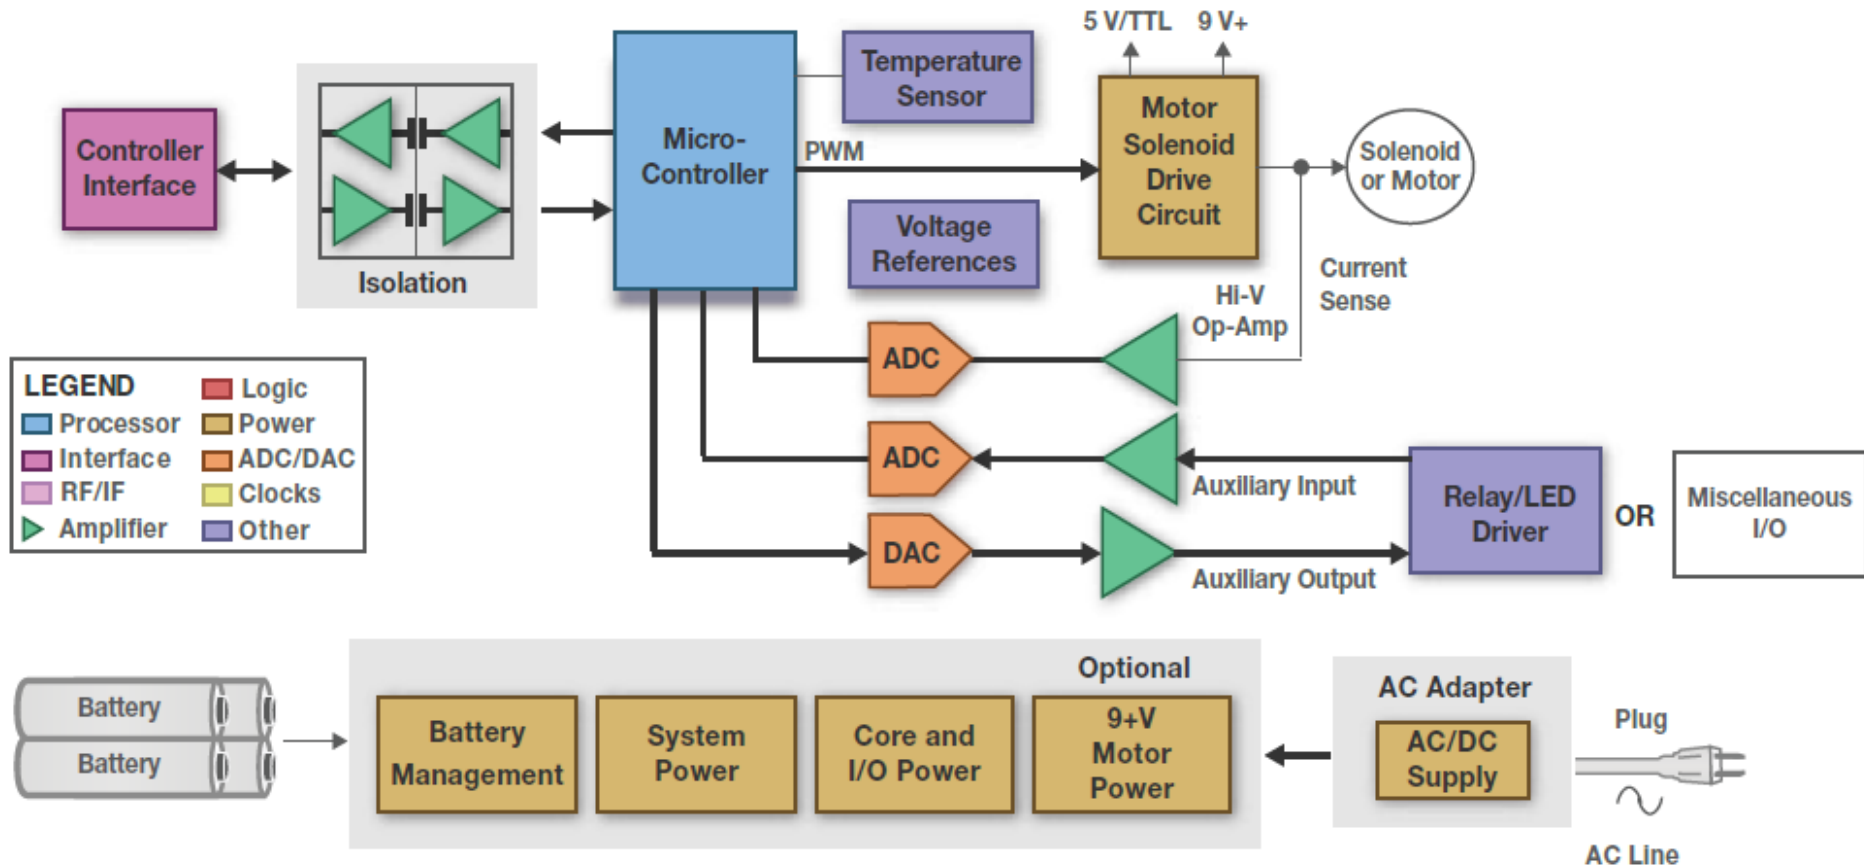 5 V/TTL
9 V+
Controller
Interface
Isolation
Micro-
Controller
Temperature
Sensor
PWM
Voltage
References
Motor
Solenoid
Drive
Circuit
Solenoid
or Motor
Current
Sense
Hi-V
Op-Amp
ADC
ADC
Auxiliary Input
DAC
Auxiliary Output
Relay/LED
Driver
OR
Miscellaneous
I/O
LEGEND
Processor
Interface
RF/IF
Amplifier
Logic
Power
ADC/DAC
Clocks
Other
Battery
Battery
Battery
Management
System
Power
Core and
I/O Power
Optional
9+V
Motor
Power
AC Adapter
AC/DC
Supply
Plug
AC Line